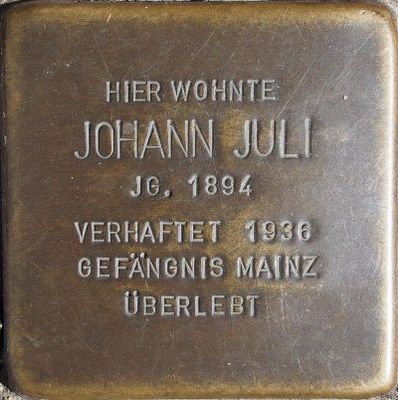 HIER WOHNTE
JOHANN JULI
JG. 1894
VERHAFTET 1936
GEFÄNGNIS MAINZ
ÜBERLEBT